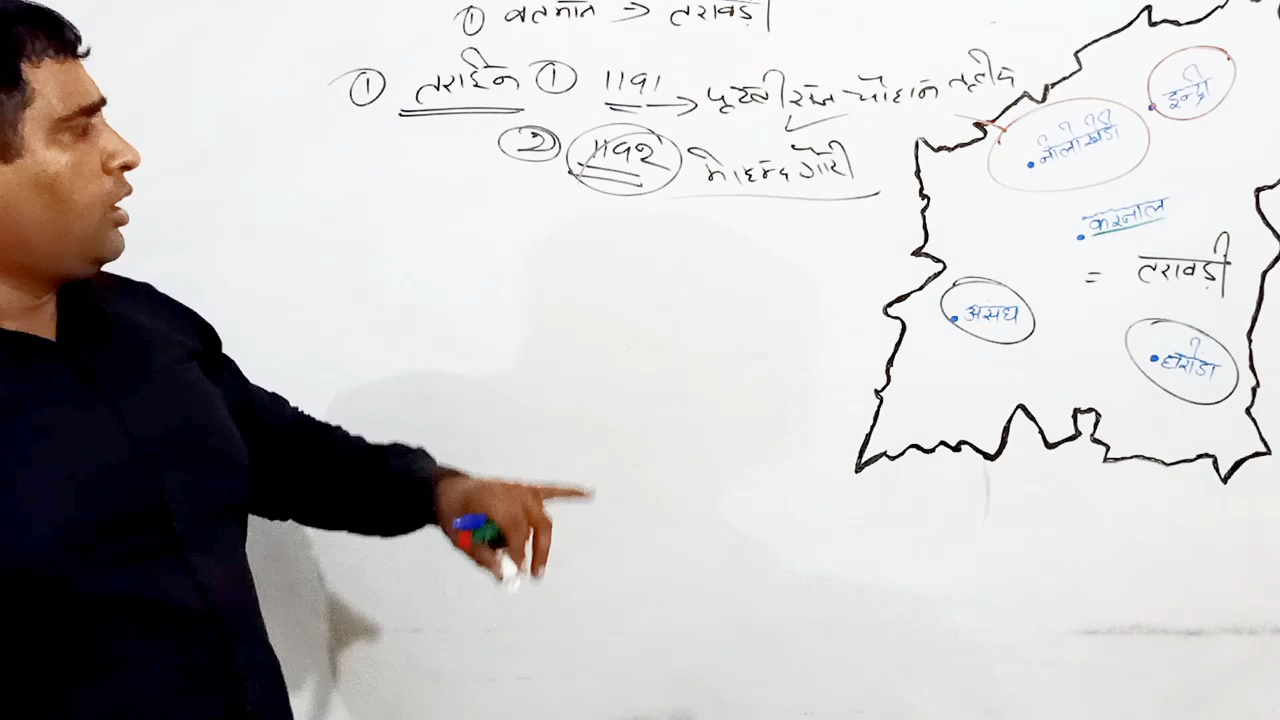 ① वर्तमान → तरावड़ी
① तराईन ① 1191 → पृथ्वीराज चौहान तृतीय
② 1192 मोहम्मद गौरी
इन्द्री
नीलोखेडी
करनाल
= तरावड़ी
असंध
घरोंडा